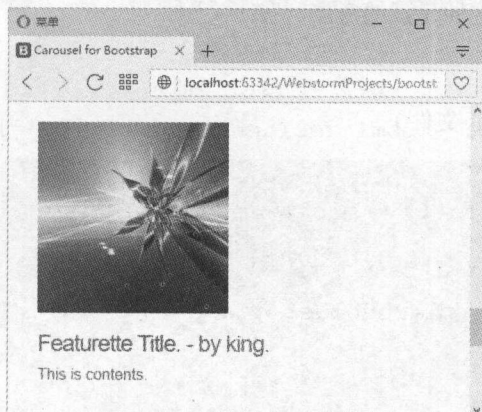 菜单
B Carousel for Bootstrap
localhost:63342/WebstormProjects/bootst
Featurette Title. - by king.
This is contents.